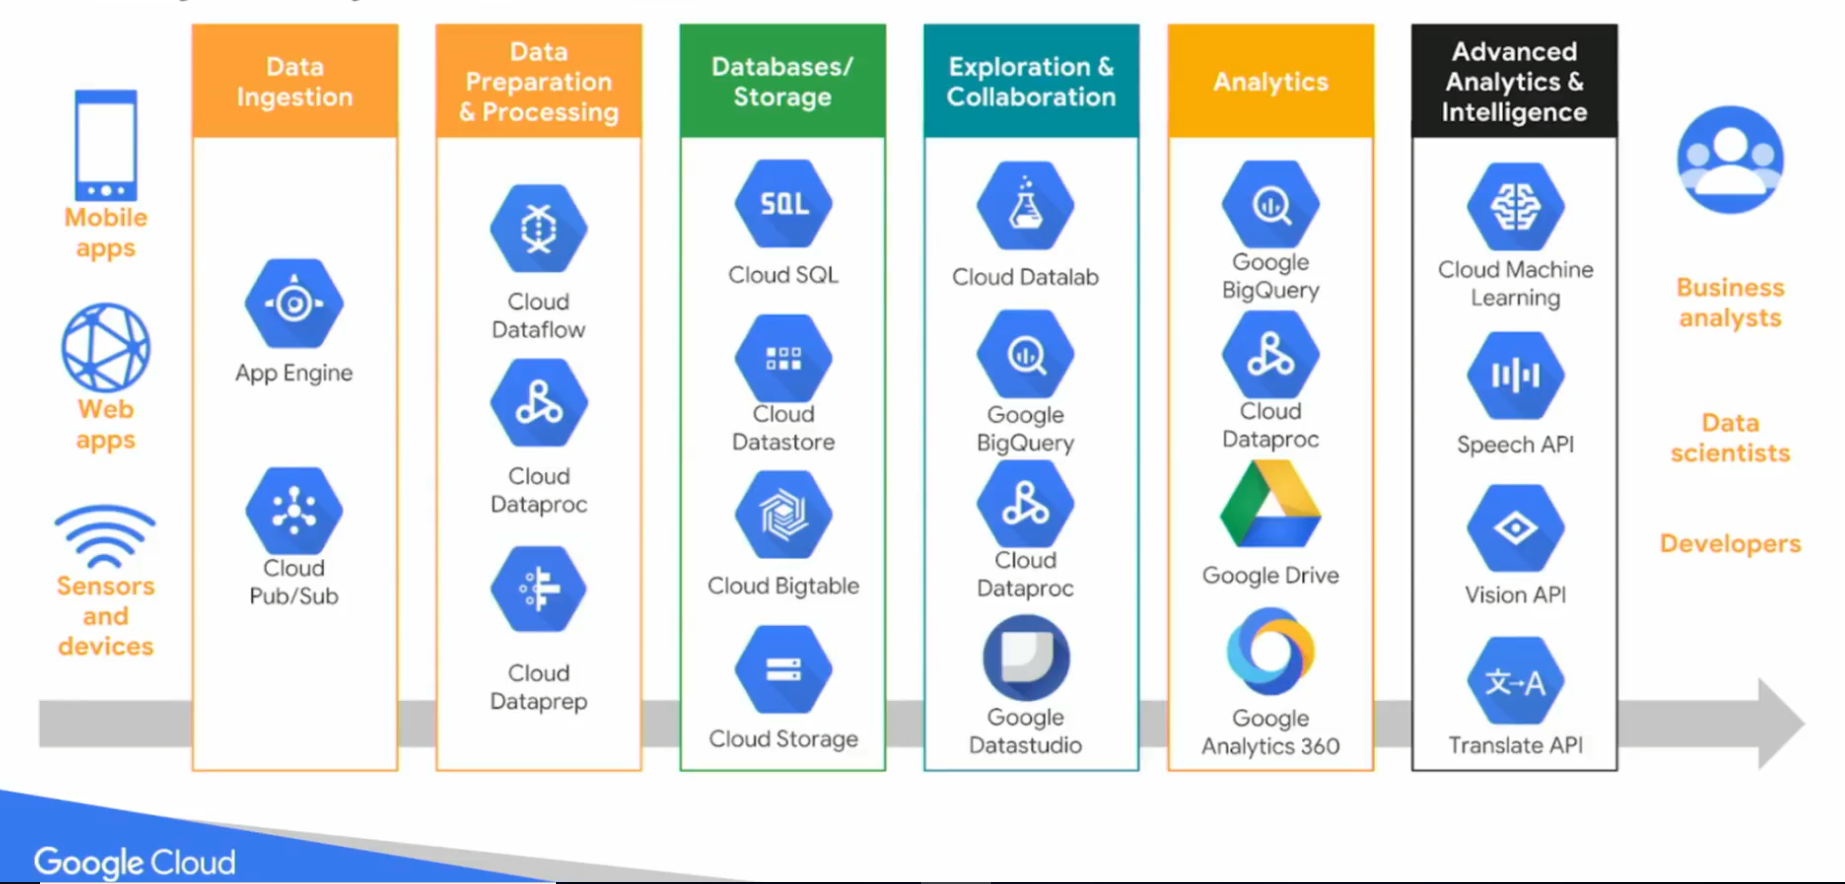 Mobile
apps
Web
apps
Sensors
and
devices
Data
Ingestion
App Engine
Cloud
Pub/Sub
Data
Preparation
& Processing
Cloud
Dataflow
Cloud
Dataproc
Cloud
Dataprep
Databases/
Storage
SQL
Cloud SQL
Cloud
Datastore
Cloud Bigtable
Cloud Storage
Exploration &
Collaboration
Cloud Datalab
Google
BigQuery
Cloud
Dataproc
Google
Datastudio
Analytics
Google
BigQuery
Cloud
Dataproc
Google Drive
Google
Analytics 360
Advanced
Analytics &
Intelligence
Cloud Machine
Learning
Speech API
Vision API
文→A
Translate API
Business
analysts
Data
scientists
Developers
Google Cloud